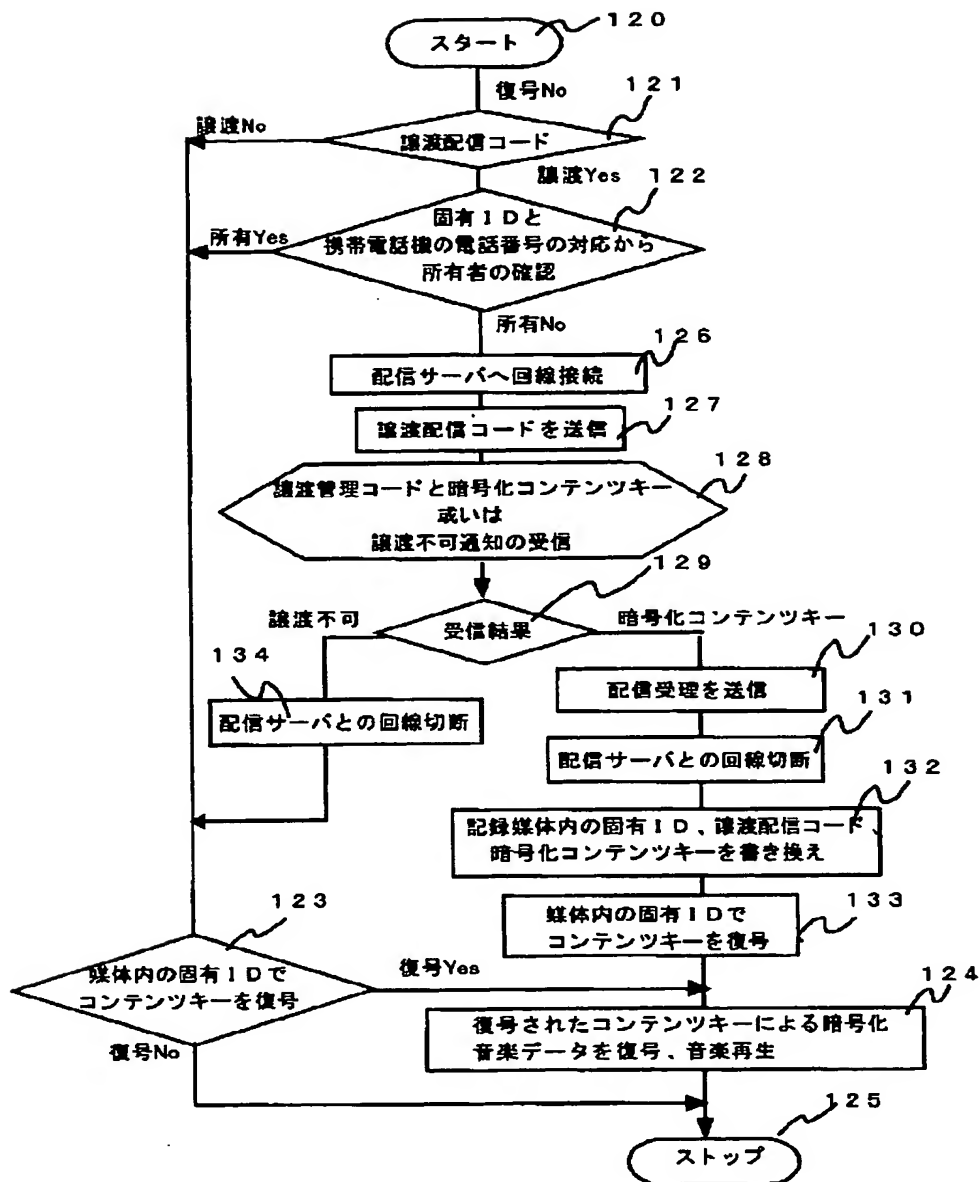 120
スタート
復号No
121
譲渡No
譲渡配信コード
譲渡Yes
122
固有IDと
所有Yes
携帯電話機の電話番号の対応から
所有者の確認
所有No
126
配信サーバへ回線接続
127
譲渡配信コードを送信
128
譲渡管理コードと暗号化コンテンツキー
或いは
譲渡不可通知の受信
129
譲渡不可
受信結果
暗号化コンテンツキー
130
134
配信受理を送信
配信サーバとの回線切断
131
配信サーバとの回線切断
132
記録媒体内の固有ID、譲渡配信コード、
暗号化コンテンツキーを書き換え
123
133
媒体内の固有IDで
コンテンツキーを復号
媒体内の固有IDで
コンテンツキーを復号
復号Yes
124
復号されたコンテンツキーによる暗号化
音楽データを復号、音楽再生
復号No
125
ストップ